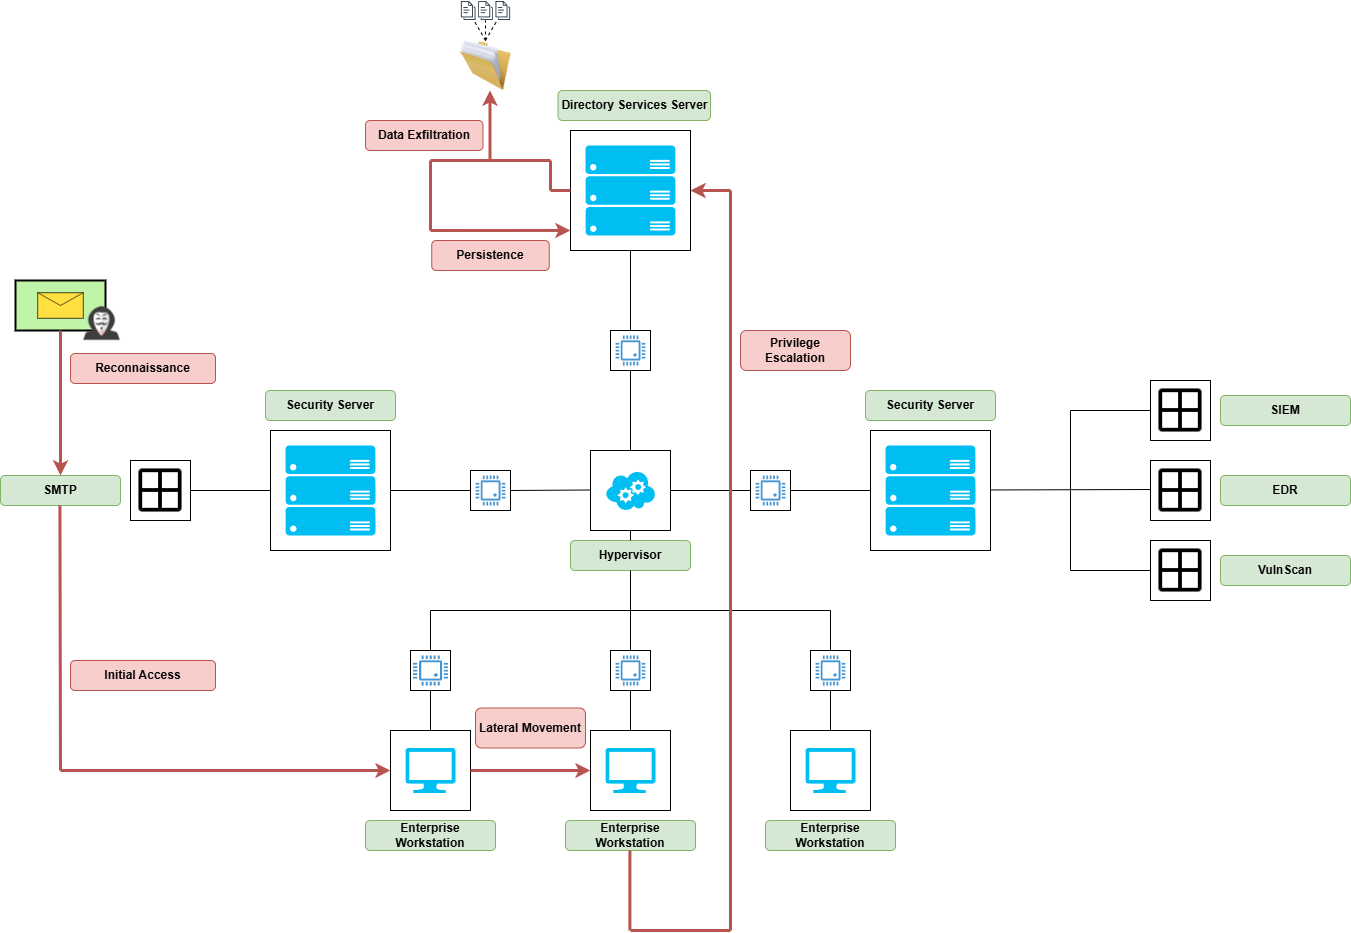 Directory Services Server
Data Exfiltration
Persistence
Reconnaissance
Privilege
Escalation
Security Server
Security Server
SIEM
SMTP
EDR
Hypervisor
VulnScan
Initial Access
Lateral Movement
Enterprise
Workstation
Enterprise
Workstation
Enterprise
Workstation